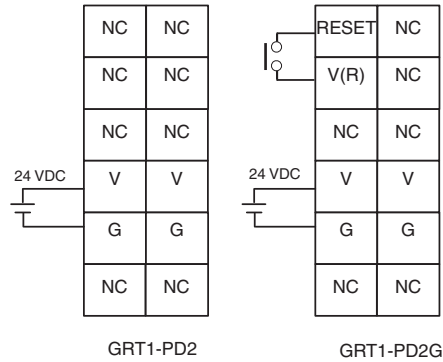 NC NC
NC NC
NC NC
24 VDC V V
G G
NC NC
GRT1-PD2
RESET NC
V(R) NC
NC NC
24 VDC V V
G G
NC NC
GRT1-PD2G